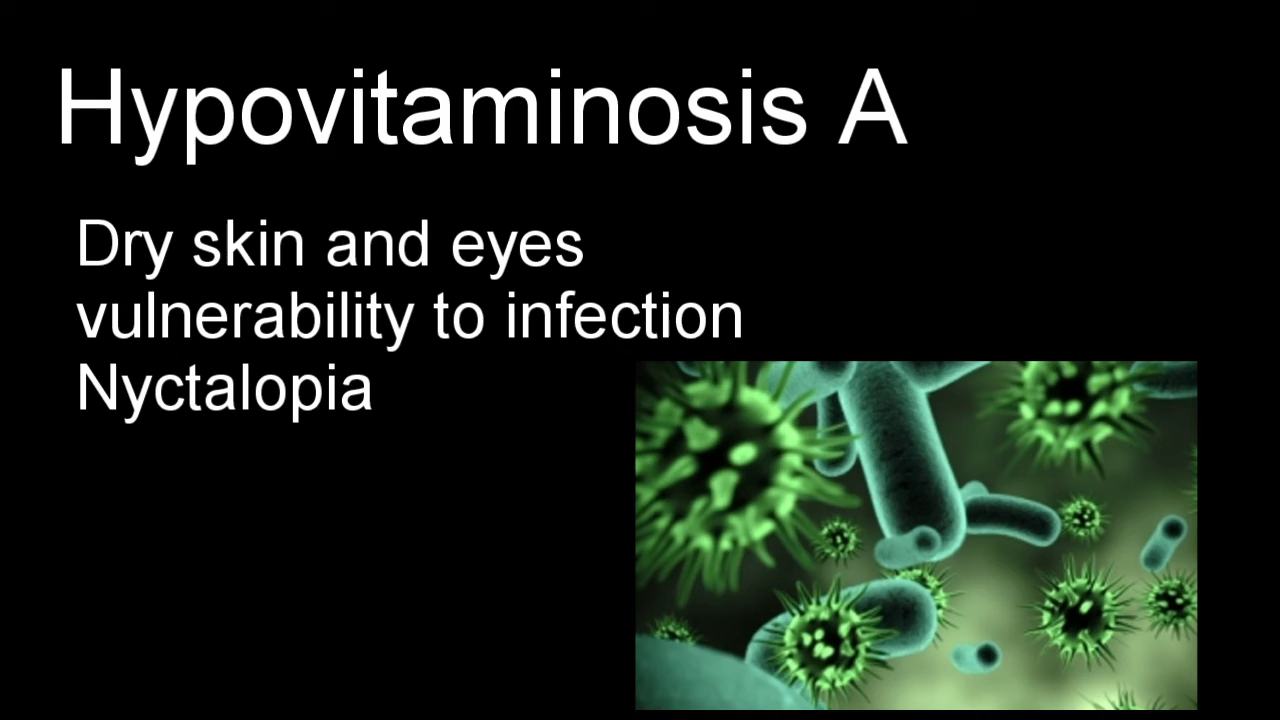 Hypovitaminosis A
Dry skin and eyes
vulnerability to infection
Nyctalopia